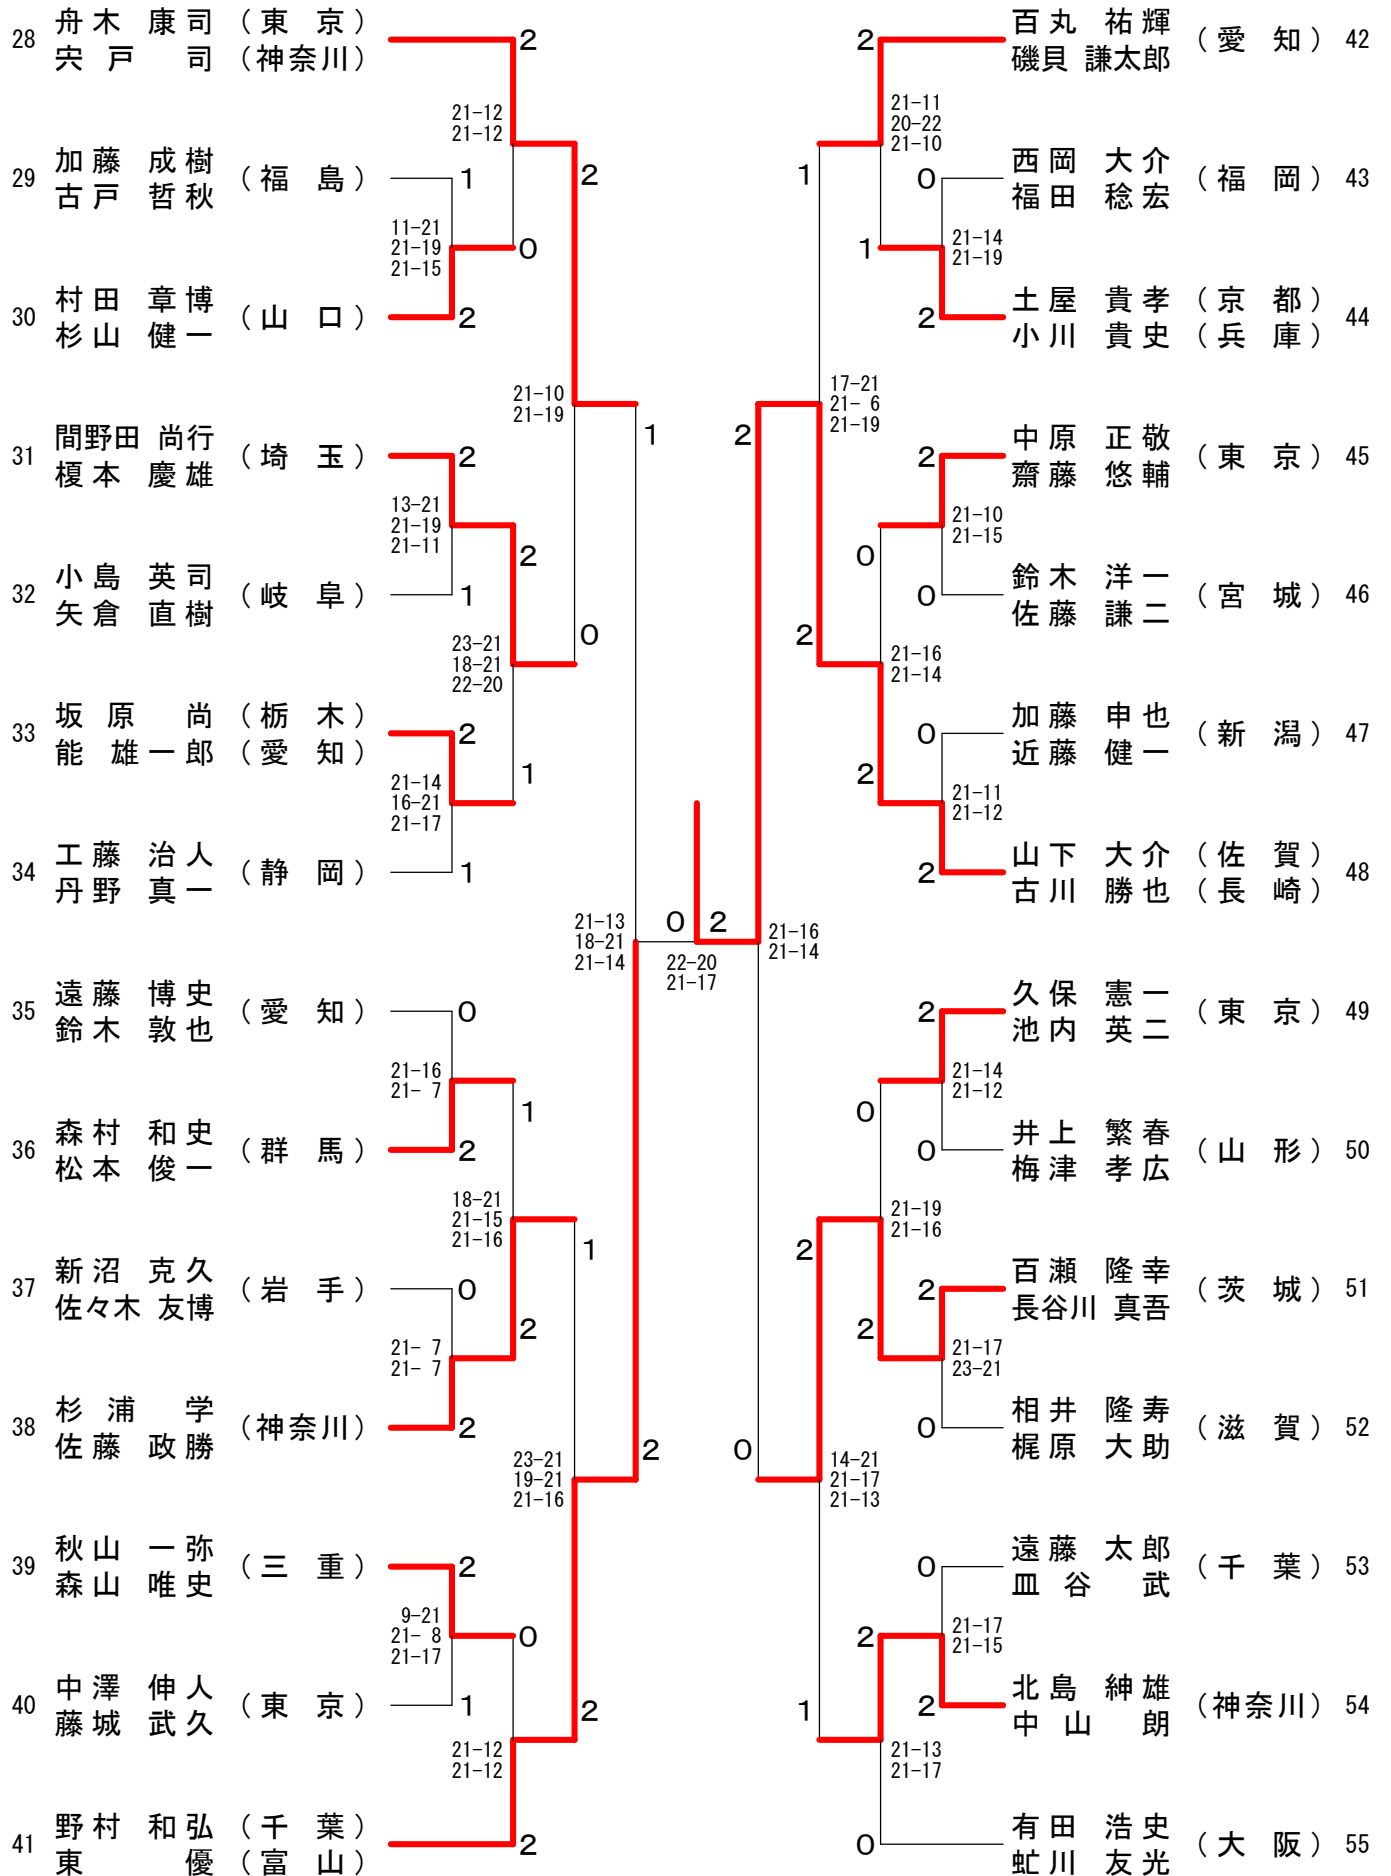 28 舟木 康司 （東 京）
宍戸 司 （神奈川）
2
21-12
21-12
29 加藤 成樹
古戸 哲秋 （福 島）
1
2
11-21
21-19
21-15
0
30 村田 章博
杉山 健一 （山 口）
2
21-10
21-19
1
31 間野田 尚行
榎本 慶雄 （埼 玉）
2
13-21
21-19
21-11
2
32 小島 英司
矢倉 直樹 （岐 阜）
1
0
23-21
18-21
22-20
33 坂原 尚 （栃 木）
能 雄一郎 （愛 知）
2
1
21-14
16-21
21-17
34 工藤 治人
丹野 真一 （静 岡）
1
21-13
18-21
21-14
0 2
22-20
21-17
35 遠藤 博史
鈴木 敦也 （愛 知）
0
21-16
21- 7
1
36 森村 和史
松本 俊一 （群 馬）
2
18-21
21-15
21-16
1
37 新沼 克久
佐々木 友博 （岩 手）
0
2
21- 7
21- 7
38 杉浦 学
佐藤 政勝 （神奈川）
2
2
23-21
19-21
21-16
39 秋山 一弥
森山 唯史 （三 重）
2
9-21
21- 8
21-17
0
40 中澤 伸人
藤城 武久 （東 京）
1
2
21-12
21-12
41 野村 和弘 （千 葉）
東 優 （富 山）
2
2
百丸 祐輝
磯貝 謙太郎 （愛 知） 42
21-11
20-22
21-10
1
0
西岡 大介
福田 稔宏 （福 岡） 43
1
21-14
21-19
2
土屋 貴孝 （京 都）
小川 貴史 （兵 庫） 44
17-21
21- 6
21-19
2
2
中原 正敬
齋藤 悠輔 （東 京） 45
21-10
21-15
0
0
鈴木 洋一
佐藤 謙二 （宮 城） 46
2
21-16
21-14
0
加藤 申也
近藤 健一 （新 潟） 47
2
21-11
21-12
2
山下 大介 （佐 賀）
古川 勝也 （長 崎） 48
21-16
21-14
2
久保 憲一
池内 英二 （東 京） 49
21-14
21-12
0
0
井上 繁春
梅津 孝広 （山 形） 50
21-19
21-16
2
2
百瀬 隆幸
長谷川 真吾 （茨 城） 51
2
21-17
23-21
0
相井 隆寿
梶原 大助 （滋 賀） 52
0
14-21
21-17
21-13
0
遠藤 太郎
皿谷 武 （千 葉） 53
2
21-17
21-15
2
北島 紳雄
中山 朗 （神奈川） 54
1
21-13
21-17
0
有田 浩史
虻川 友光 （大 阪） 55